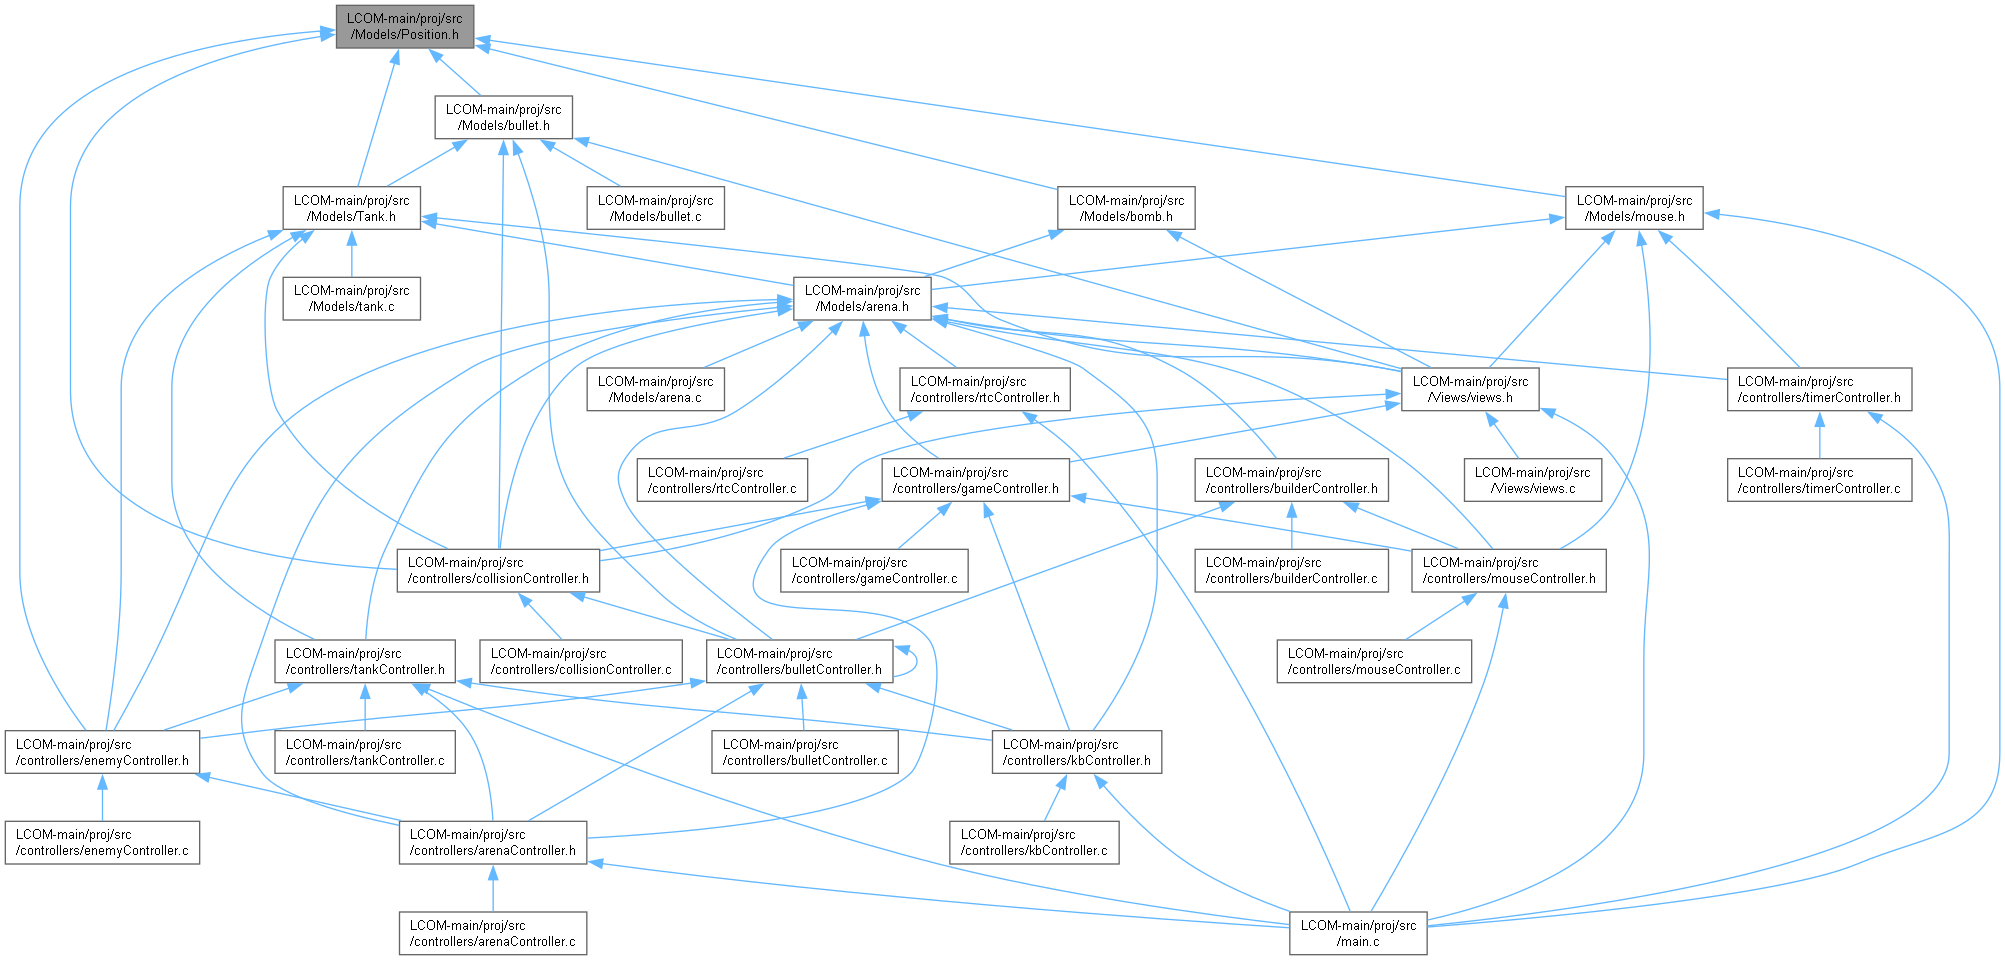 LCOM-main/proj/src
/Models/Position.h
LCOM-main/proj/src
/Models/bullet.h
LCOM-main/proj/src
/Models/Tank.h
LCOM-main/proj/src
/Models/bullet.c
LCOM-main/proj/src
/Models/bomb.h
LCOM-main/proj/src
/Models/mouse.h
LCOM-main/proj/src
/Models/tank.c
LCOM-main/proj/src
/Models/arena.h
LCOM-main/proj/src
/Models/arena.c
LCOM-main/proj/src
/controllers/rtcController.h
LCOM-main/proj/src
/Views/views.h
LCOM-main/proj/src
/controllers/timerController.h
LCOM-main/proj/src
/controllers/rtcController.c
LCOM-main/proj/src
/controllers/gameController.h
LCOM-main/proj/src
/controllers/builderController.h
LCOM-main/proj/src
/Views/views.c
LCOM-main/proj/src
/controllers/timerController.c
LCOM-main/proj/src
/controllers/collisionController.h
LCOM-main/proj/src
/controllers/gameController.c
LCOM-main/proj/src
/controllers/builderController.c
LCOM-main/proj/src
/controllers/mouseController.h
LCOM-main/proj/src
/controllers/tankController.h
LCOM-main/proj/src
/controllers/collisionController.c
LCOM-main/proj/src
/controllers/bulletController.h
LCOM-main/proj/src
/controllers/mouseController.c
LCOM-main/proj/src
/controllers/enemyController.h
LCOM-main/proj/src
/controllers/tankController.c
LCOM-main/proj/src
/controllers/bulletController.c
LCOM-main/proj/src
/controllers/kbController.h
LCOM-main/proj/src
/controllers/enemyController.c
LCOM-main/proj/src
/controllers/arenaController.h
LCOM-main/proj/src
/controllers/kbController.c
LCOM-main/proj/src
/controllers/arenaController.c
LCOM-main/proj/src
/main.c